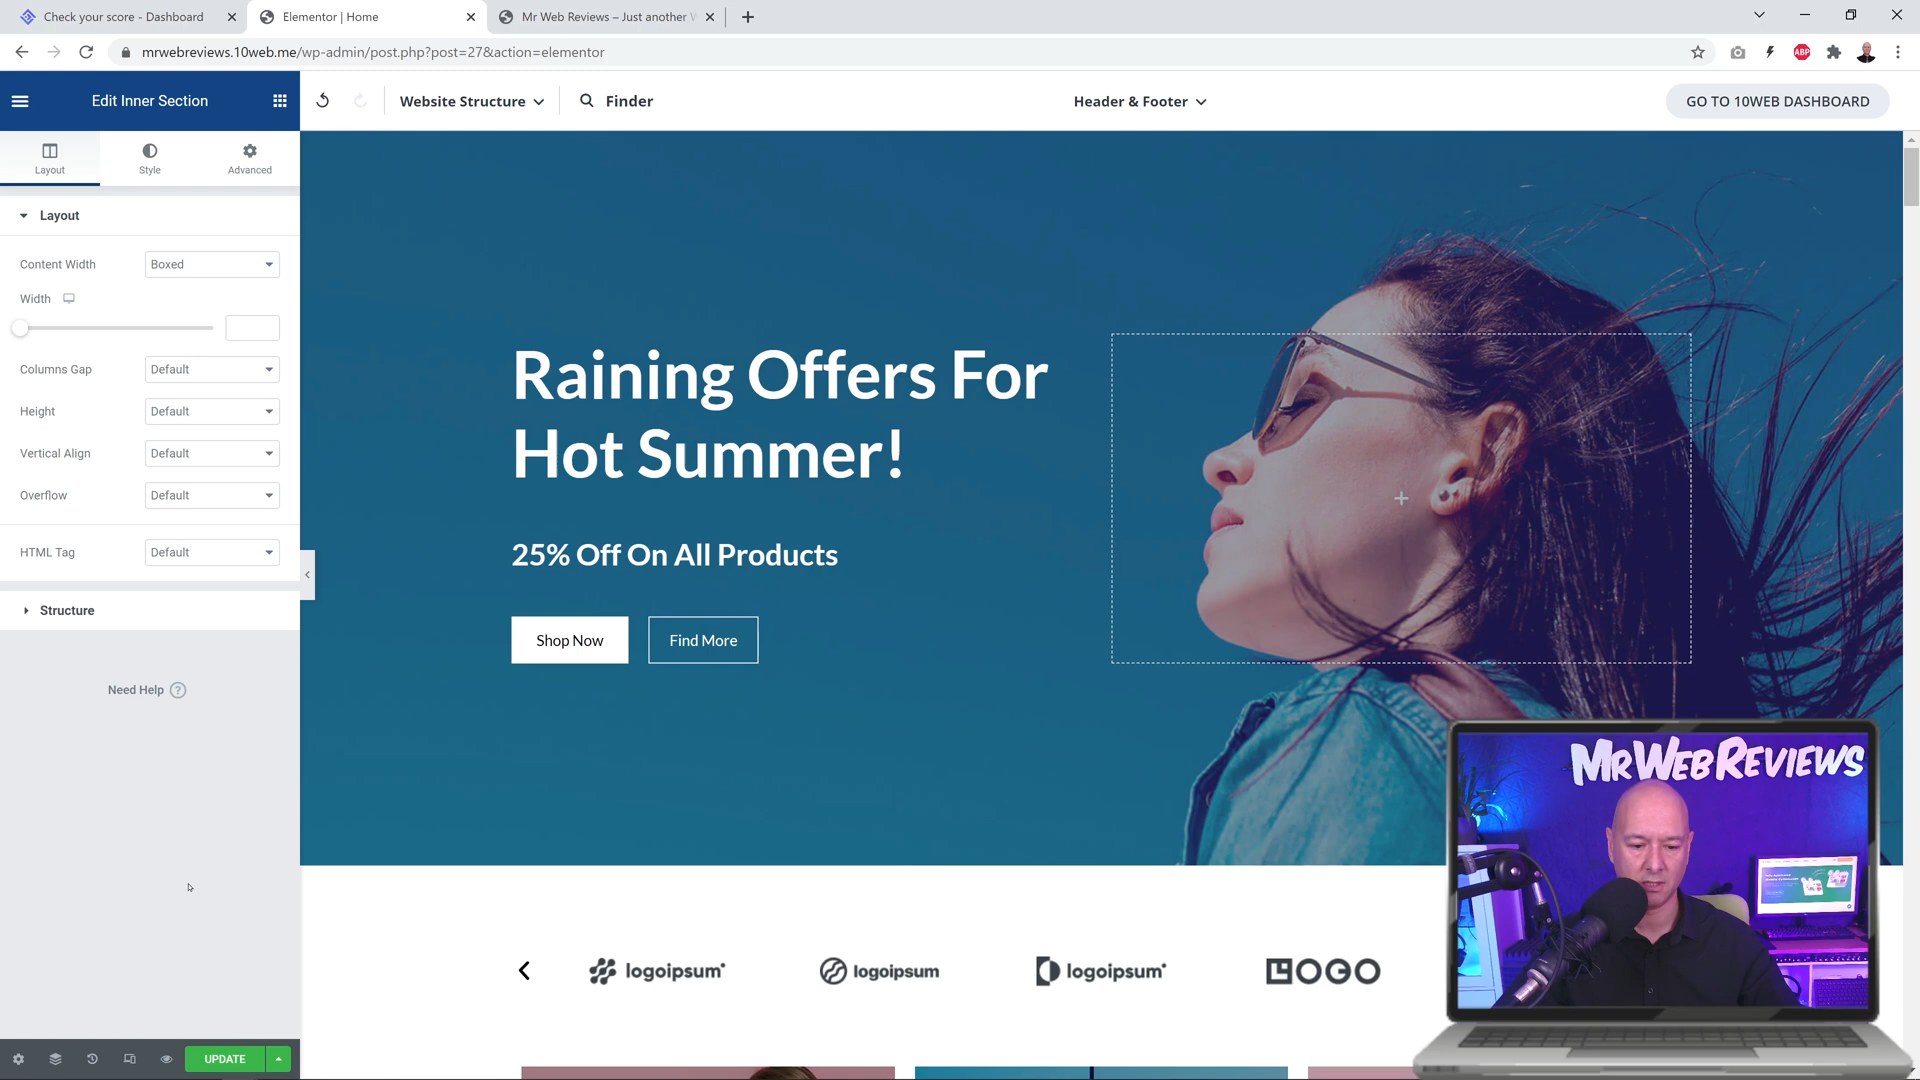 Check your score - Dashboard
Elementor | Home
Mr Web Reviews – Just another W
mrwebreviews.10web.me/wp-admin/post.php?post=27&action=elementor
ABP
Edit Inner Section
Website Structure
Finder
Header & Footer
GO TO 10WEB DASHBOARD
Layout
Style
Advanced
Layout
Content Width
Boxed
Width
Columns Gap
Default
Height
Default
Vertical Align
Default
Overflow
Default
HTML Tag
Default
Structure
Need Help ?
UPDATE
Raining Offers For
Hot Summer!
25% Off On All Products
Shop Now
Find More
logoipsum
logoipsum
logoipsum
LOGO
MRWEBREVIEWS